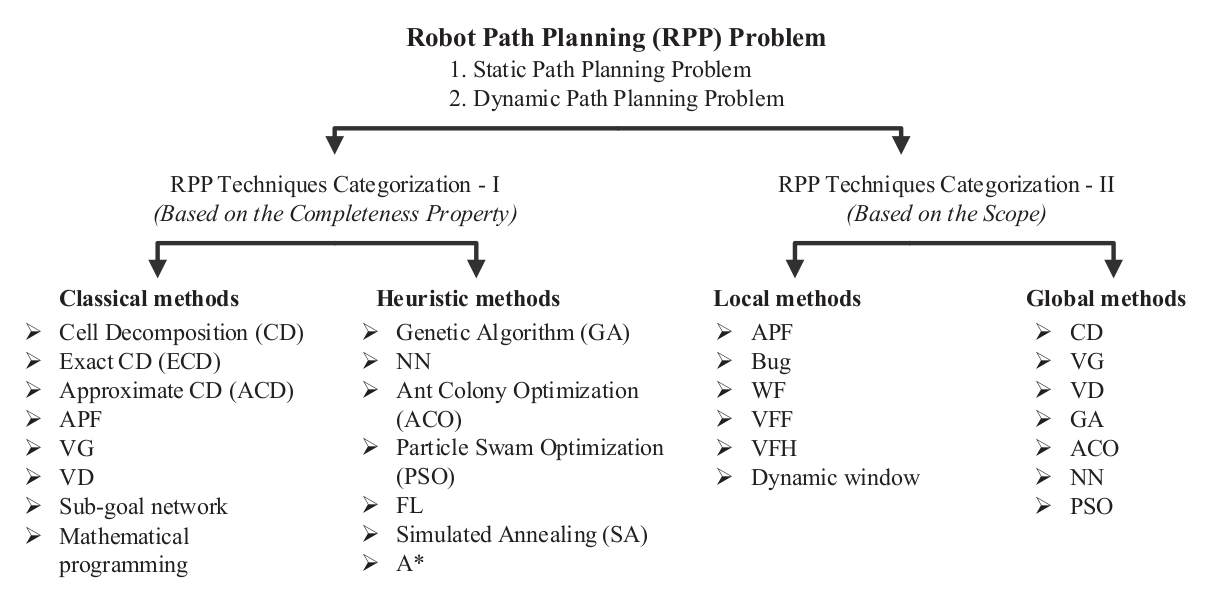 Robot Path Planning (RPP) Problem
1. Static Path Planning Problem
2. Dynamic Path Planning Problem
RPP Techniques Categorization - I
(Based on the Completeness Property)
RPP Techniques Categorization - II
(Based on the Scope)
Classical methods
➢ Cell Decomposition (CD)
➢ Exact CD (ECD)
➢ Approximate CD (ACD)
➢ APF
➢ VG
➢ VD
➢ Sub-goal network
➢ Mathematical
programming
Heuristic methods
➢ Genetic Algorithm (GA)
➢ NN
➢ Ant Colony Optimization
(ACO)
➢ Particle Swam Optimization
(PSO)
➢ FL
➢ Simulated Annealing (SA)
➢ A*
Local methods
➢ APF
➢ Bug
➢ WF
➢ VFF
➢ VFH
➢ Dynamic window
Global methods
➢ CD
➢ VG
➢ VD
➢ GA
➢ ACO
➢ NN
➢ PSO